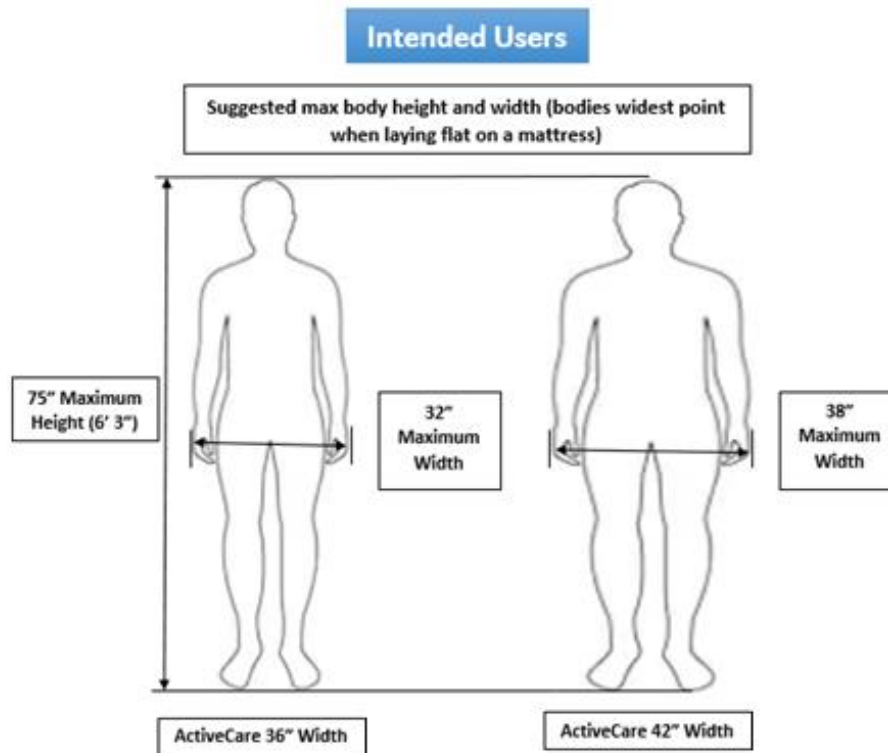 Intended Users
Suggested max body height and width (bodies widest point
when laying flat on a mattress)
75” Maximum
Height (6’ 3”)
32”
Maximum
Width
38”
Maximum
Width
ActiveCare 36” Width
ActiveCare 42” Width